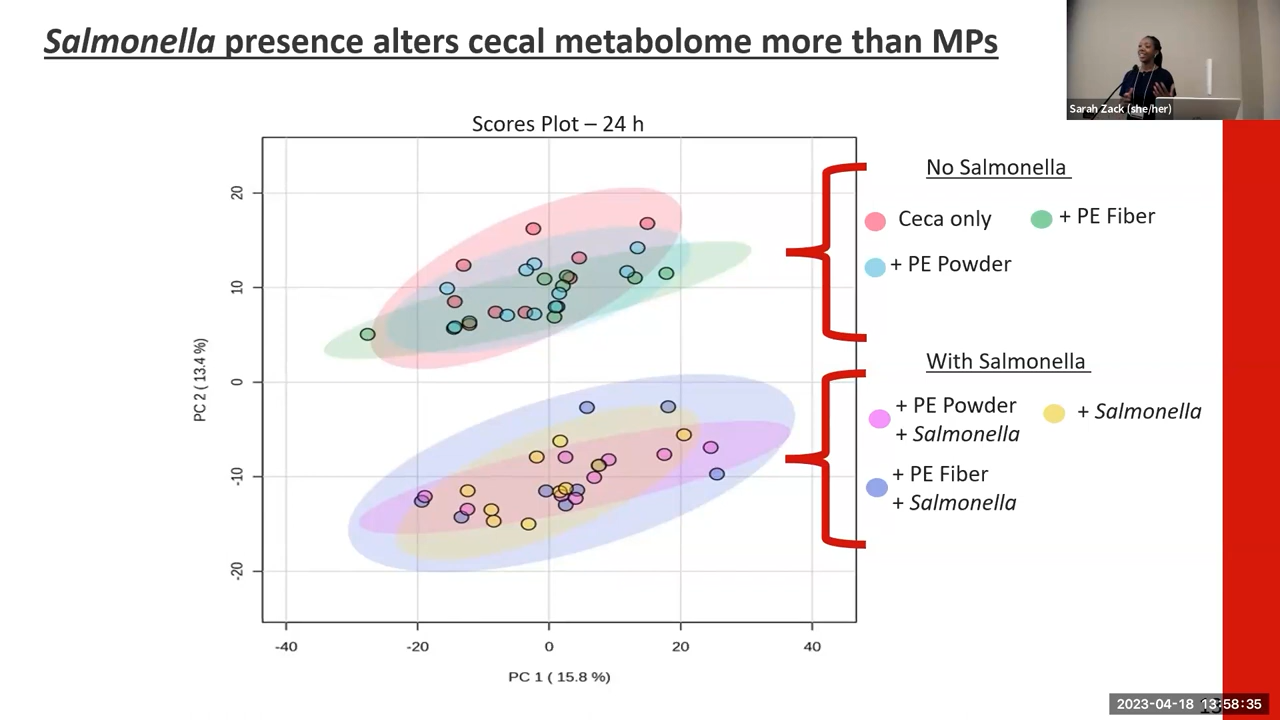 Salmonella presence alters cecal metabolome more than MPs
Sarah Zack (she/her)
Scores Plot – 24 h
PC 2 ( 13.4 %)
20
10
0
-10
-20
-40
-20
0
20
40
PC 1 ( 15.8 %)
No Salmonella
Ceca only
+ PE Fiber
+ PE Powder
With Salmonella
+ PE Powder
+ Salmonella
+ Salmonella
+ PE Fiber
+ Salmonella
2023-04-18 13:58:35